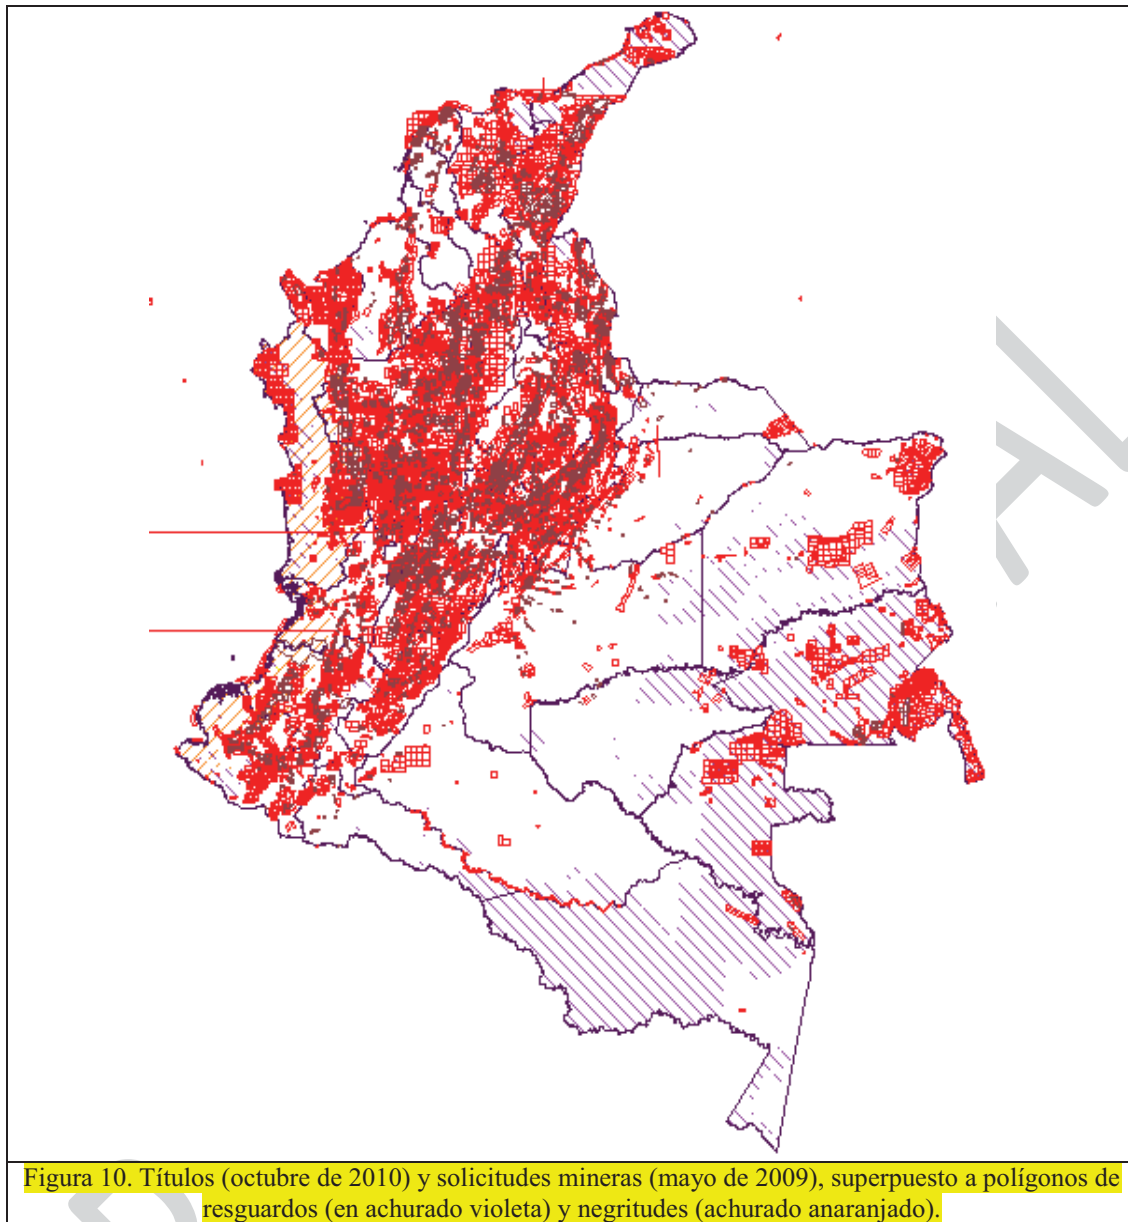 Figura 10. Títulos (octubre de 2010) y solicitudes mineras (mayo de 2009), superpuesto a polígonos de
resguardos (en achurado violeta) y negritudes (achurado anaranjado).